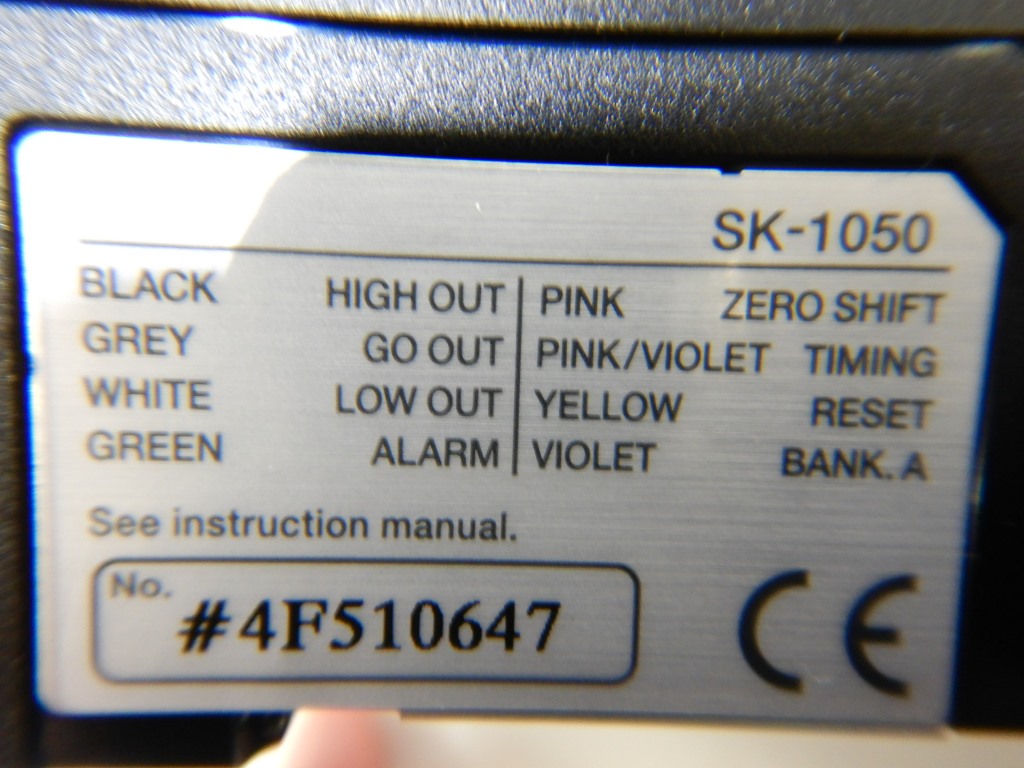 SK-1050
BLACK HIGH OUT PINK ZERO SHIFT
GREY GO OUT PINK/VIOLET TIMING
WHITE LOW OUT YELLOW RESET
GREEN ALARM VIOLET BANK. A
See instruction manual.
No. #4F510647
CE